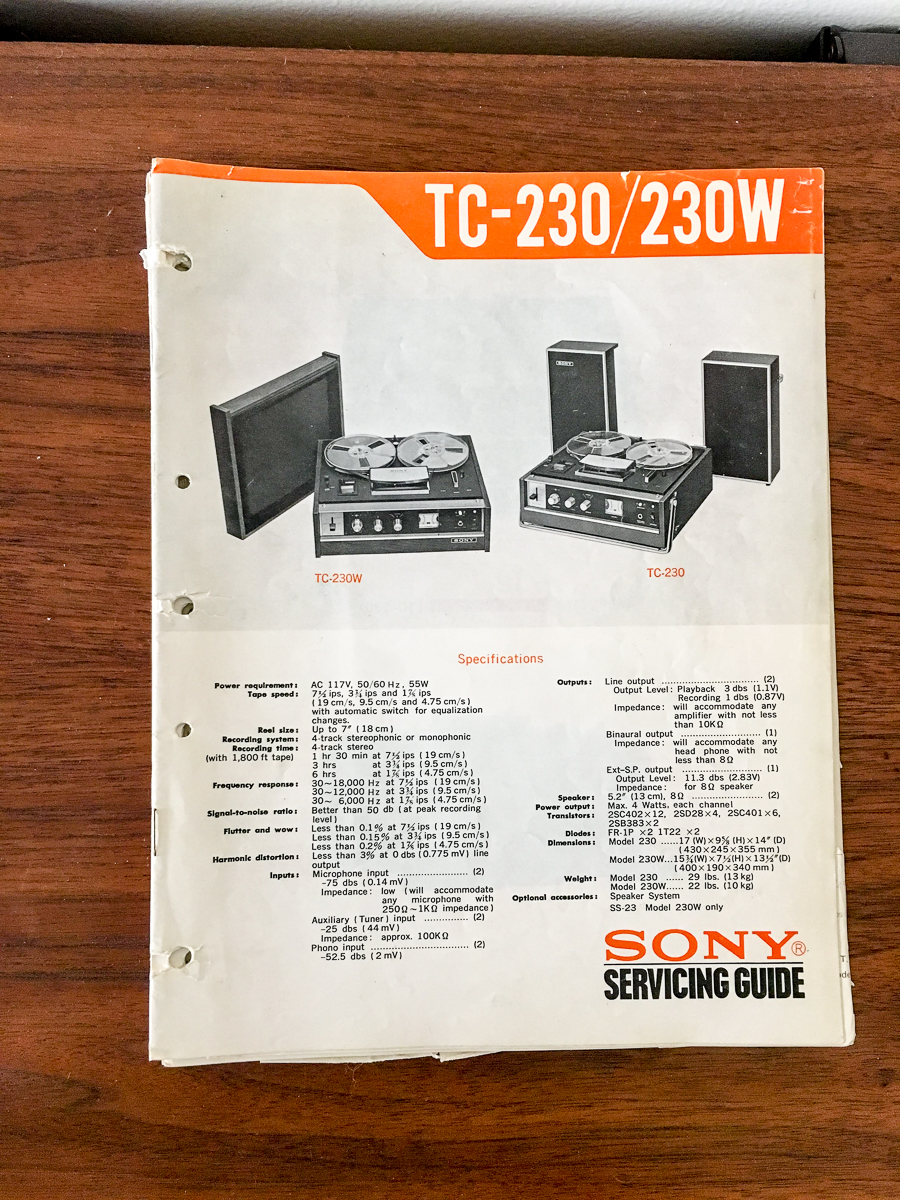 TC-230/230W
SONY
SONY
TC-230W
TC-230
Specifications
Power requirement: AC 117V, 50/60 Hz, 55W
Tape speed: 7½ ips, 3¾ ips and 1⅞ ips
(19 cm/s, 9.5 cm/s and 4.75 cm/s)
with automatic switch for equalization
changes.
Reel size: Up to 7″ (18 cm)
Recording system: 4-track stereophonic or monophonic
Recording time: 4-track stereo
(with 1,800 ft tape) 1 hr 30 min at 7½ ips (19 cm/s)
3 hrs at 3¾ ips (9.5 cm/s)
6 hrs at 1⅞ ips (4.75 cm/s)
Frequency response: 30~18,000 Hz at 7½ ips (19 cm/s)
30~12,000 Hz at 3¾ ips (9.5 cm/s)
30~ 6,000 Hz at 1⅞ ips (4.75 cm/s)
Signal-to-noise ratio: Better than 50 db (at peak recording
level)
Flutter and wow: Less than 0.1% at 7½ ips (19 cm/s)
Less than 0.15% at 3¾ ips (9.5 cm/s)
Less than 0.2% at 1⅞ ips (4.75 cm/s)
Harmonic distortion: Less than 3% at 0 dbs (0.775 mV) line
output
Inputs: Microphone input ........................ (2)
-75 dbs (0.14 mV)
Impedance: low (will accommodate
any microphone with
250Ω~1KΩ impedance)
Auxiliary (Tuner) input ............... (2)
-25 dbs (44 mV)
Impedance: approx. 100KΩ
Phono input ................................. (2)
-52.5 dbs (2 mV)
Outputs: Line output ................................. (2)
Output Level: Playback 3 dbs (1.1V)
Recording 1 dbs (0.87V)
Impedance: will accommodate any
amplifier with not less
than 10KΩ
Binaural output ........................... (1)
Impedance: will accommodate any
head phone with not
less than 8Ω
Ext-S.P. output ........................... (1)
Output Level: 11.3 dbs (2.83V)
Impedance: for 8Ω speaker
Speaker: 5.2″ (13 cm), 8Ω ........................ (2)
Power output: Max. 4 Watts. each channel
Transistors: 2SC402×12, 2SD28×4, 2SC401×6,
2SB383×2
Diodes: FR-1P ×2 1T22 ×2
Dimensions: Model 230 ......17 (W)×9⅝ (H)×14″ (D)
(430×245×355 mm)
Model 230W...15¾(W)×7½(H)×13½″(D)
(400×190×340 mm)
Weight: Model 230 ...... 29 lbs. (13 kg)
Model 230W...... 22 lbs. (10 kg)
Optional accessories: Speaker System
SS-23 Model 230W only
SONY®
SERVICING GUIDE